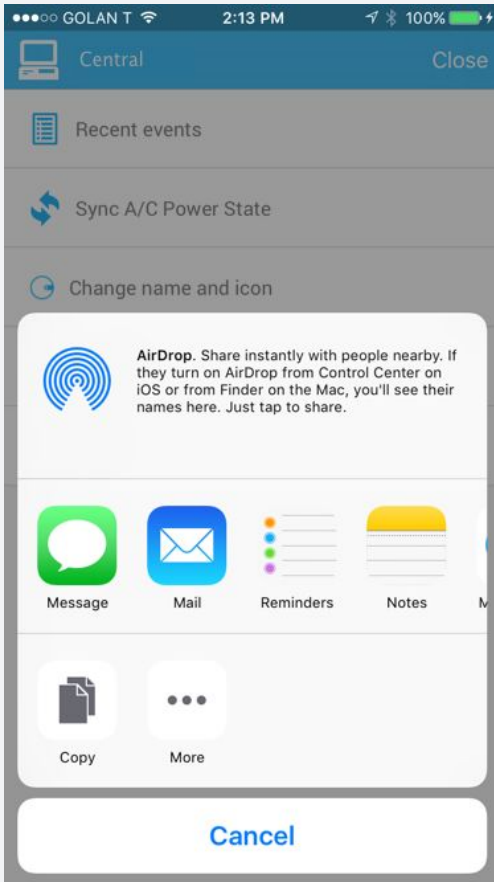 GOLAN T 2:13 PM 100%
Central Close
Recent events
Sync A/C Power State
Change name and icon
AirDrop. Share instantly with people nearby. If
they turn on AirDrop from Control Center on
iOS or from Finder on the Mac, you'll see their
names here. Just tap to share.
Message Mail Reminders Notes M
Copy More
Cancel